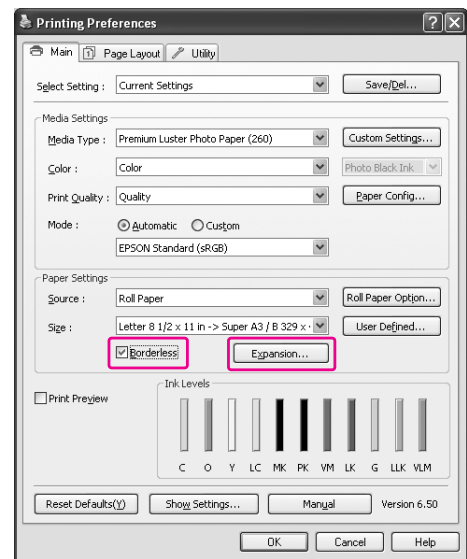 Printing Preferences
Main Page Layout Utility
Select Setting : Current Settings Save/Del...
Media Settings
Media Type : Premium Luster Photo Paper (260) Custom Settings...
Color : Color Photo Black Ink
Print Quality : Quality Paper Config...
Mode : Automatic Custom
EPSON Standard (sRGB)
Paper Settings
Source : Roll Paper Roll Paper Option...
Size : Letter 8 1/2 x 11 in -> Super A3 / B 329 x User Defined...
Borderless Expansion...
Print Preview Ink Levels
C O Y LC MK PK VM LK G LLK VLM
Reset Defaults(Y) Show Settings... Manual Version 6.50
OK Cancel Help